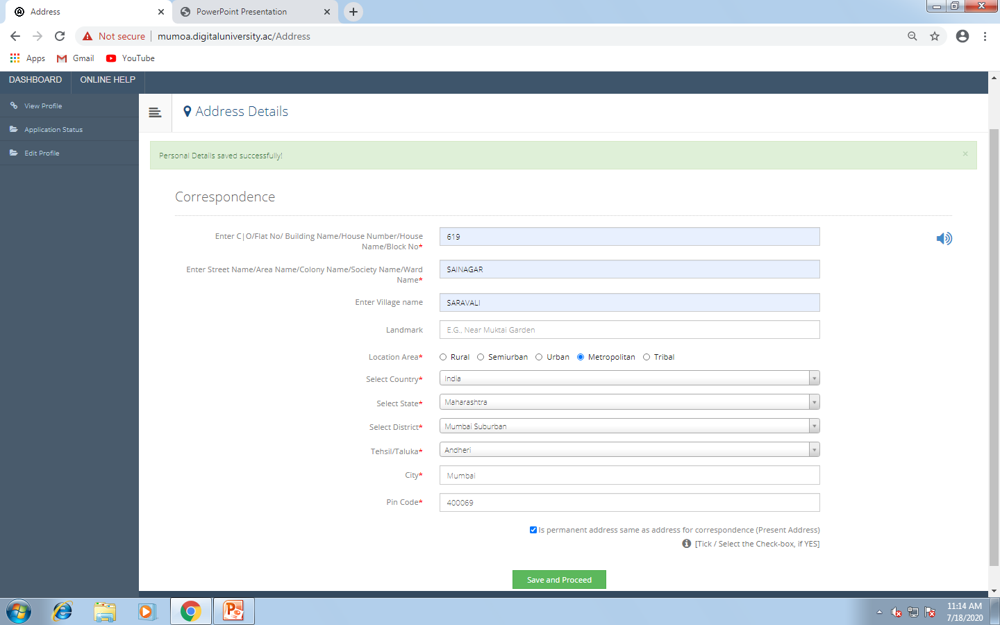 Address
PowerPoint Presentation
Not secure
mumoa.digitaluniversity.ac/Address
Apps
Gmail
YouTube
DASHBOARD
ONLINE HELP
View Profile
Application Status
Edit Profile
Address Details
Personal Details saved successfully!
×
Correspondence
Enter C|O/Flat No/ Building Name/House Number/House
Name/Block No*
619
Enter Street Name/Area Name/Colony Name/Society Name/Ward
Name*
SAINAGAR
Enter Village name
SARAVALI
Landmark
E.G., Near Muktai Garden
Location Area*
Rural
Semiurban
Urban
Metropolitan
Tribal
Select Country*
India
Select State*
Maharashtra
Select District*
Mumbai Suburban
Tehsil/Taluka*
Andheri
City*
Mumbai
Pin Code*
400069
Is permanent address same as address for correspondence (Present Address)
[Tick / Select the Check-box, if YES]
Save and Proceed
11:14 AM
7/18/2020